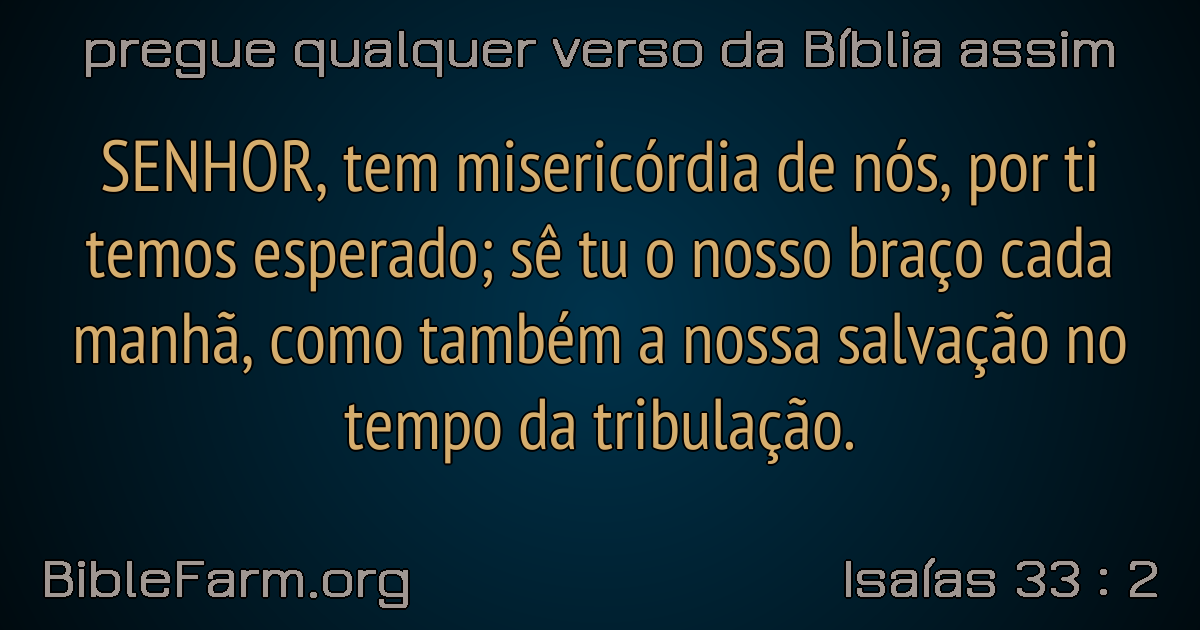 pregue qualquer verso da Bíblia assim
SENHOR, tem misericórdia de nós, por ti
temos esperado; sê tu o nosso braço cada
manhã, como também a nossa salvação no
tempo da tribulação.
BibleFarm.org
Isaías 33 : 2